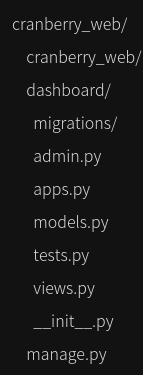 cranberry_web/
cranberry_web/
dashboard/
migrations/
admin.py
apps.py
models.py
tests.py
views.py
__init__.py
manage.py